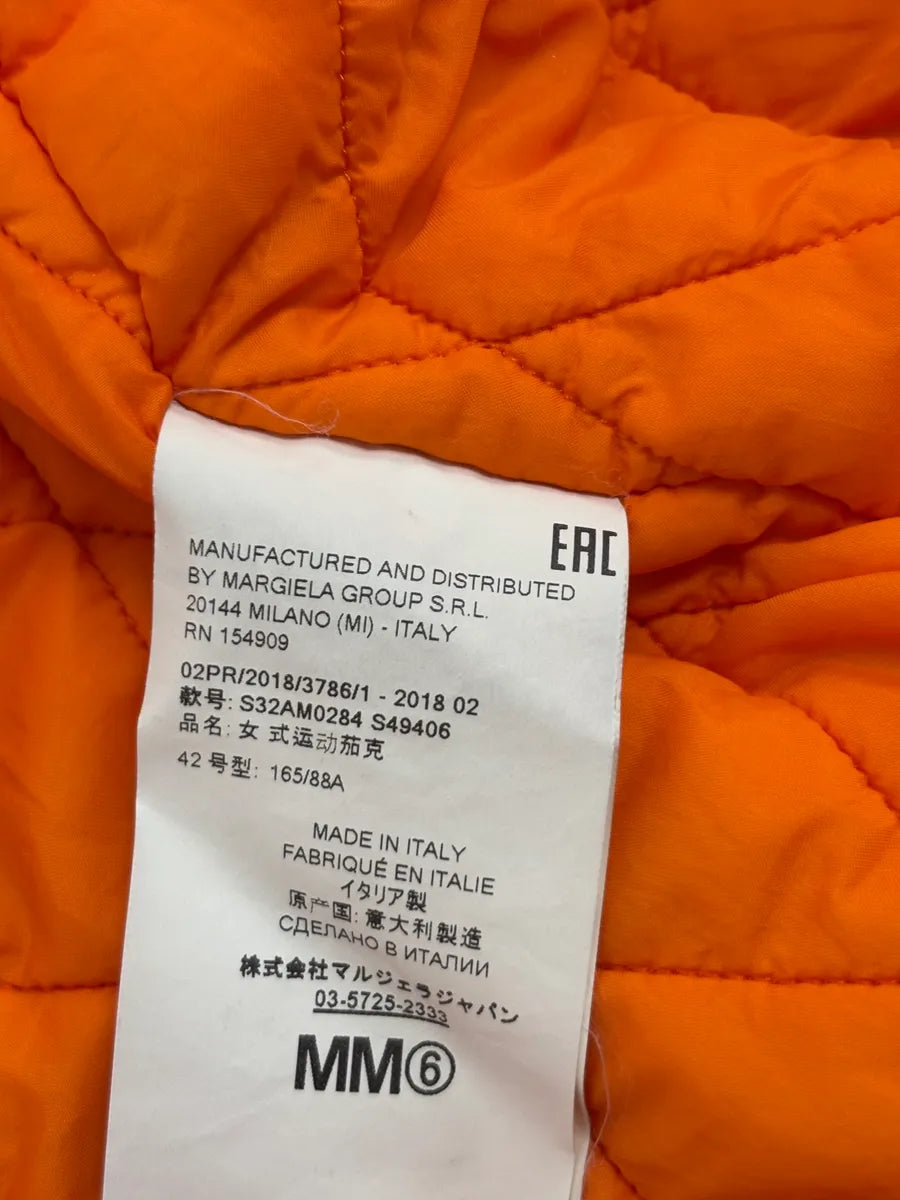 EAC
MANUFACTURED AND DISTRIBUTED
BY MARGIELA GROUP S.R.L.
20144 MILANO (MI) - ITALY
RN 154909
02PR/2018/3786/1 - 2018 02
款号: S32AM0284 S49406
品名: 女 式运动茄克
42 号型: 165/88A
MADE IN ITALY
FABRIQUÉ EN ITALIE
イタリア製
原产国: 意大利製造
СДЕЛАНО В ИТАЛИИ
株式会社マルジェラジャパン
03-5725-2333
MM⑥